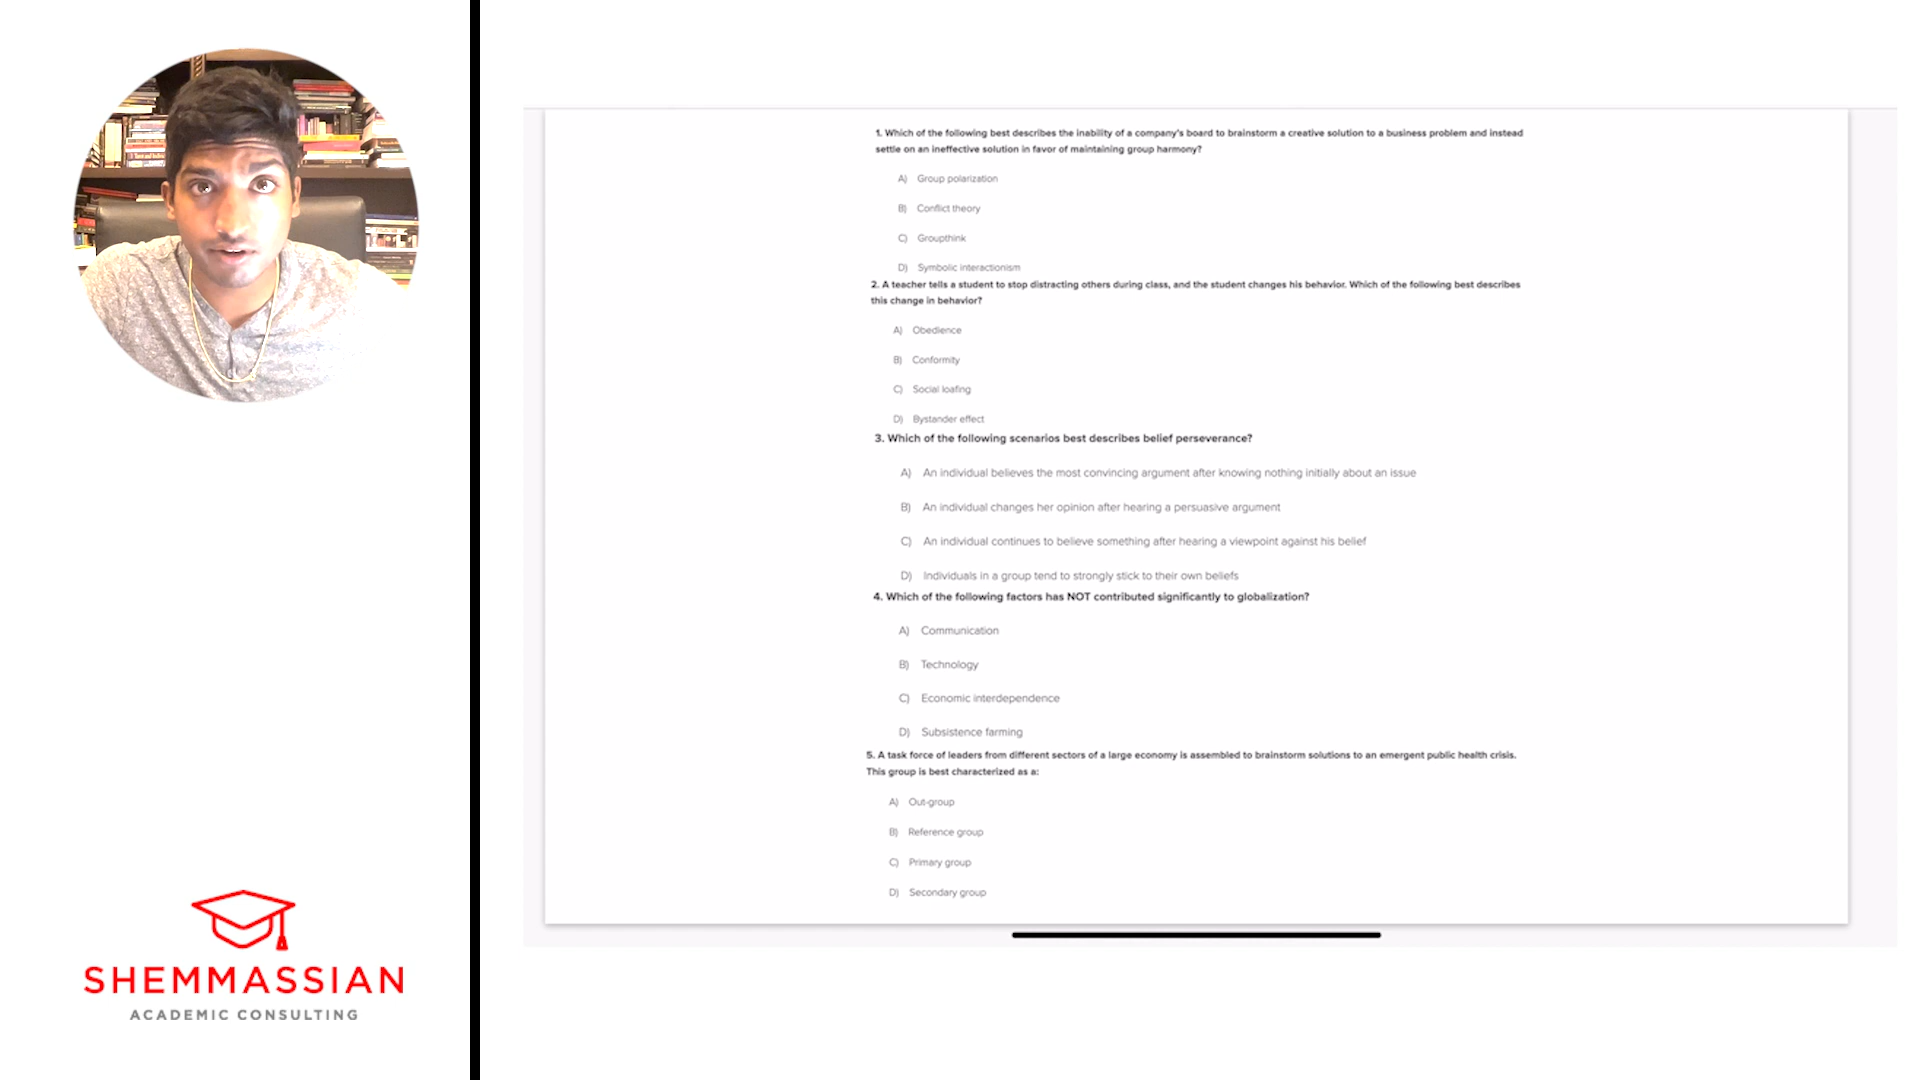 1. Which of the following best describes the inability of a company's board to brainstorm a creative solution to a business problem and instead
settle on an ineffective solution in favor of maintaining group harmony?
A) Group polarization
B) Conflict theory
C) Groupthink
D) Symbolic interactionism
2. A teacher tells a student to stop distracting others during class, and the student changes his behavior. Which of the following best describes
this change in behavior?
A) Obedience
B) Conformity
C) Social loafing
D) Bystander effect
3. Which of the following scenarios best describes belief perseverance?
A) An individual believes the most convincing argument after knowing nothing initially about an issue
B) An individual changes her opinion after hearing a persuasive argument
C) An individual continues to believe something after hearing a viewpoint against his belief
D) Individuals in a group tend to strongly stick to their own beliefs
4. Which of the following factors has NOT contributed significantly to globalization?
A) Communication
B) Technology
C) Economic interdependence
D) Subsistence farming
5. A task force of leaders from different sectors of a large economy is assembled to brainstorm solutions to an emergent public health crisis.
This group is best characterized as a:
A) Out-group
B) Reference group
C) Primary group
D) Secondary group
SHEMMASSIAN
ACADEMIC CONSULTING